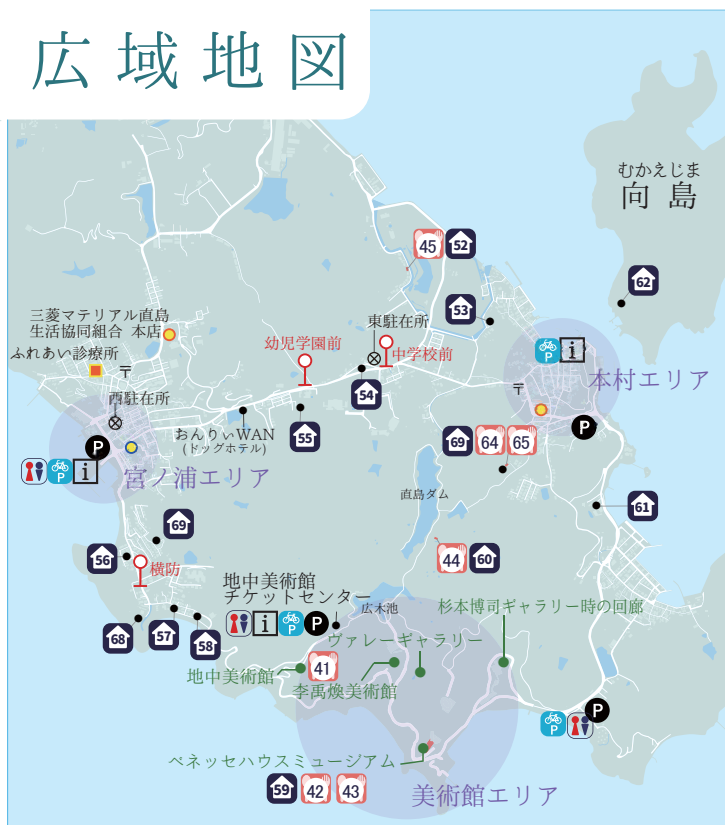 広域地図
むかえじま
向島
45 52
62
53
三菱マテリアル直島
生活協同組合 本店
ふれあい診療所
〒
幼児学園前
東駐在所
中学校前
54
P i
本村エリア
〒
西駐在所
P
おんりぃWAN
(ドッグホテル)
55
69 64 65
P
P i
宮ノ浦エリア
直島ダム
61
69
56
横防
44 60
地中美術館
チケットセンター
i P P
広木池
杉本博司ギャラリー時の回廊
68
57
58
ヴァレーギャラリー
地中美術館
41
李禹煥美術館
P
P
ベネッセハウスミュージアム
59 42 43
美術館エリア